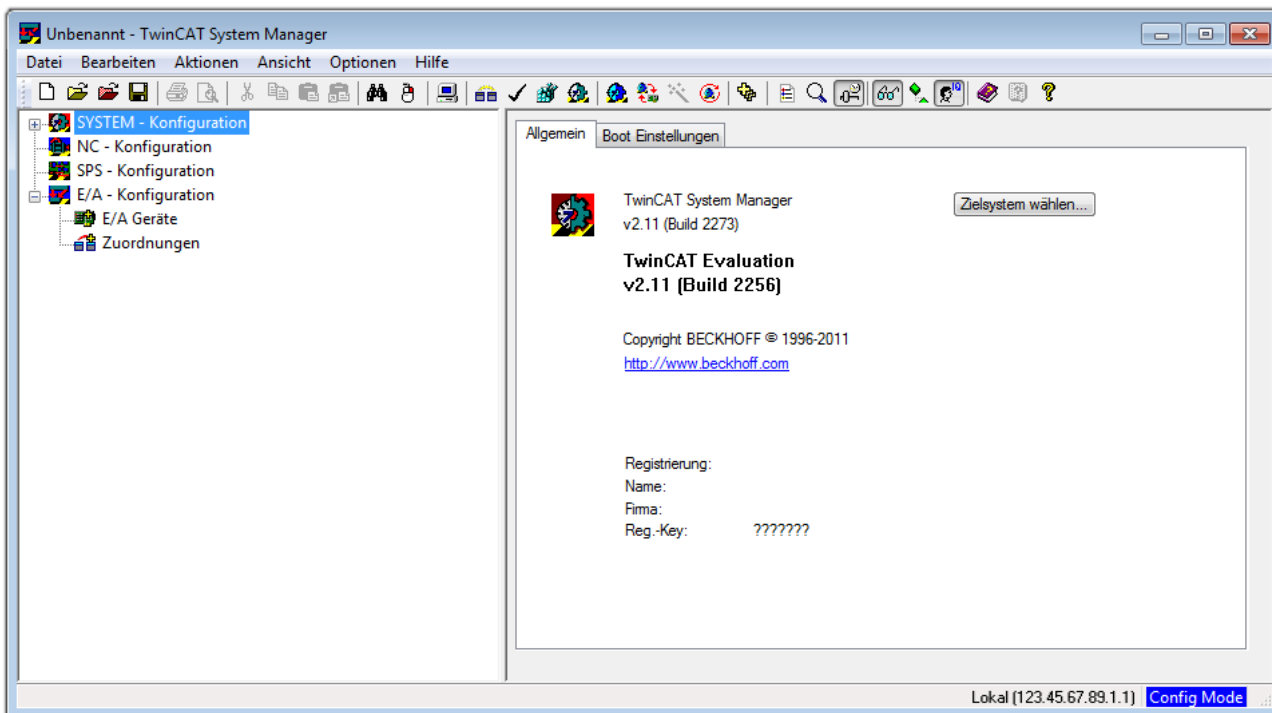 Unbenannt - TwinCAT System Manager
Datei Bearbeiten Aktionen Ansicht Optionen Hilfe
SYSTEM - Konfiguration
NC - Konfiguration
SPS - Konfiguration
E/A - Konfiguration
E/A Geräte
Zuordnungen
Allgemein Boot Einstellungen
TwinCAT System Manager
v2.11 (Build 2273)
Zielsystem wählen...
TwinCAT Evaluation
v2.11 (Build 2256)
Copyright BECKHOFF © 1996-2011
http://www.beckhoff.com
Registrierung:
Name:
Firma:
Reg.-Key: ???????
Lokal (123.45.67.89.1.1) Config Mode